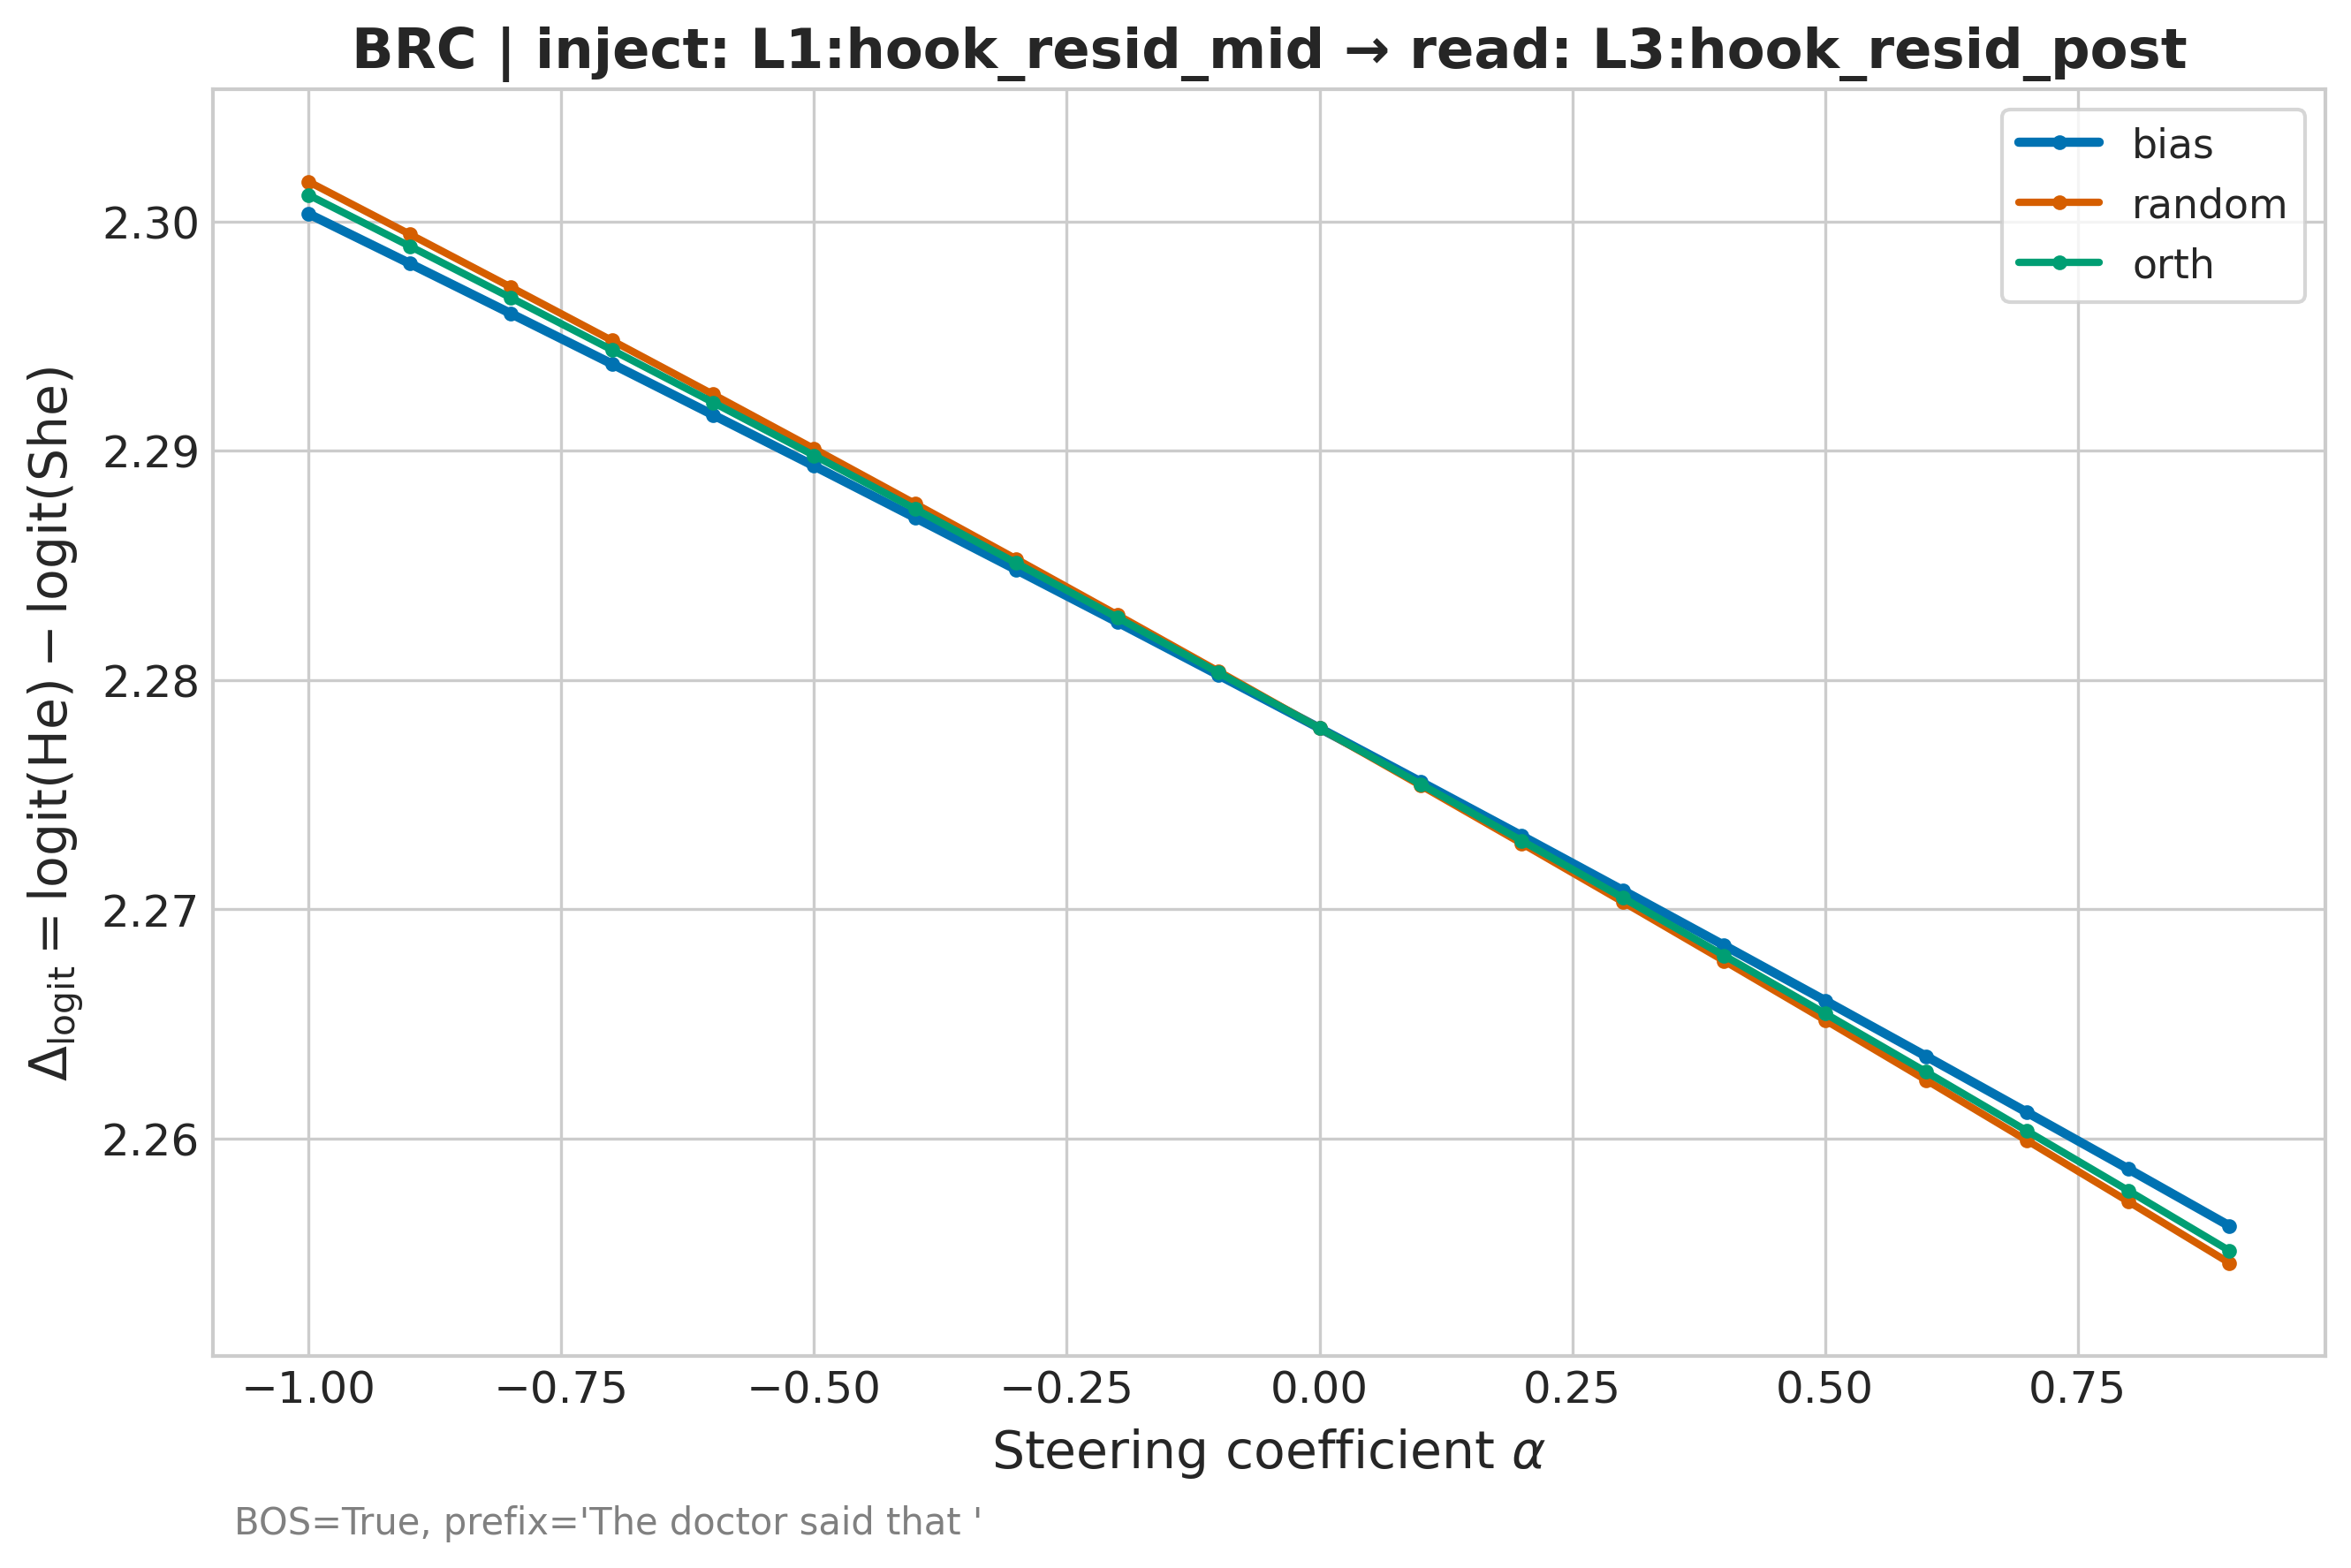 BRC | inject: L1:hook_resid_mid → read: L3:hook_resid_post
bias
random
orth
Δlogit = logit(He) − logit(She)
2.30
2.29
2.28
2.27
2.26
−1.00 −0.75 −0.50 −0.25 0.00 0.25 0.50 0.75
Steering coefficient α
BOS=True, prefix='The doctor said that '